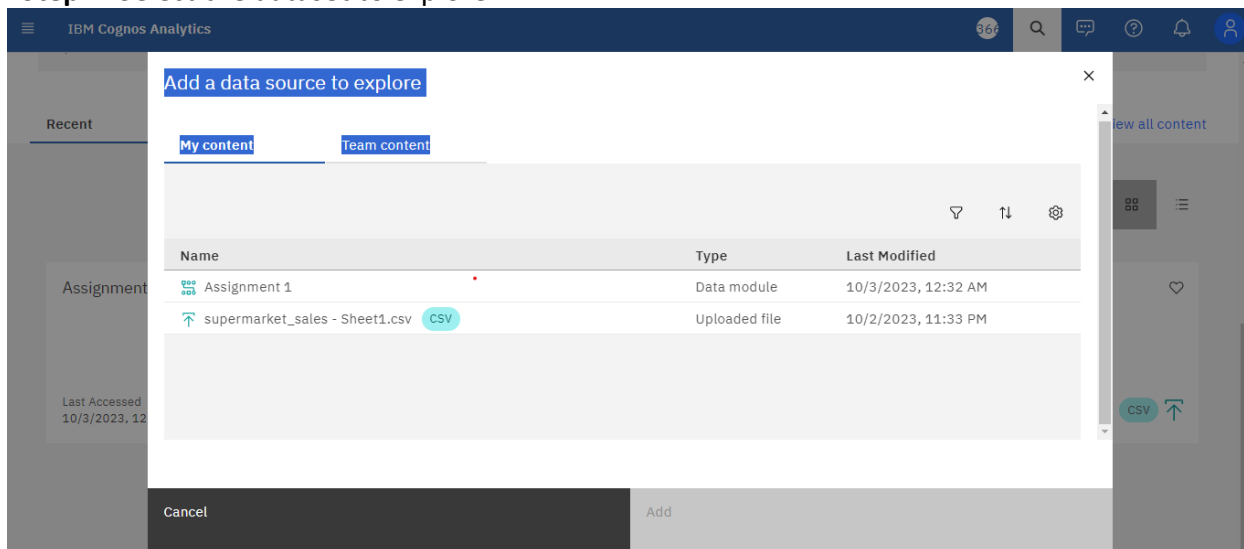 IBM Cognos Analytics
Add a data source to explore
Recent
My content Team content
iew all content
Name Type Last Modified
Assignment
Assignment 1 Data module 10/3/2023, 12:32 AM
supermarket_sales - Sheet1.csv CSV Uploaded file 10/2/2023, 11:33 PM
Last Accessed
10/3/2023, 12
CSV
Cancel Add